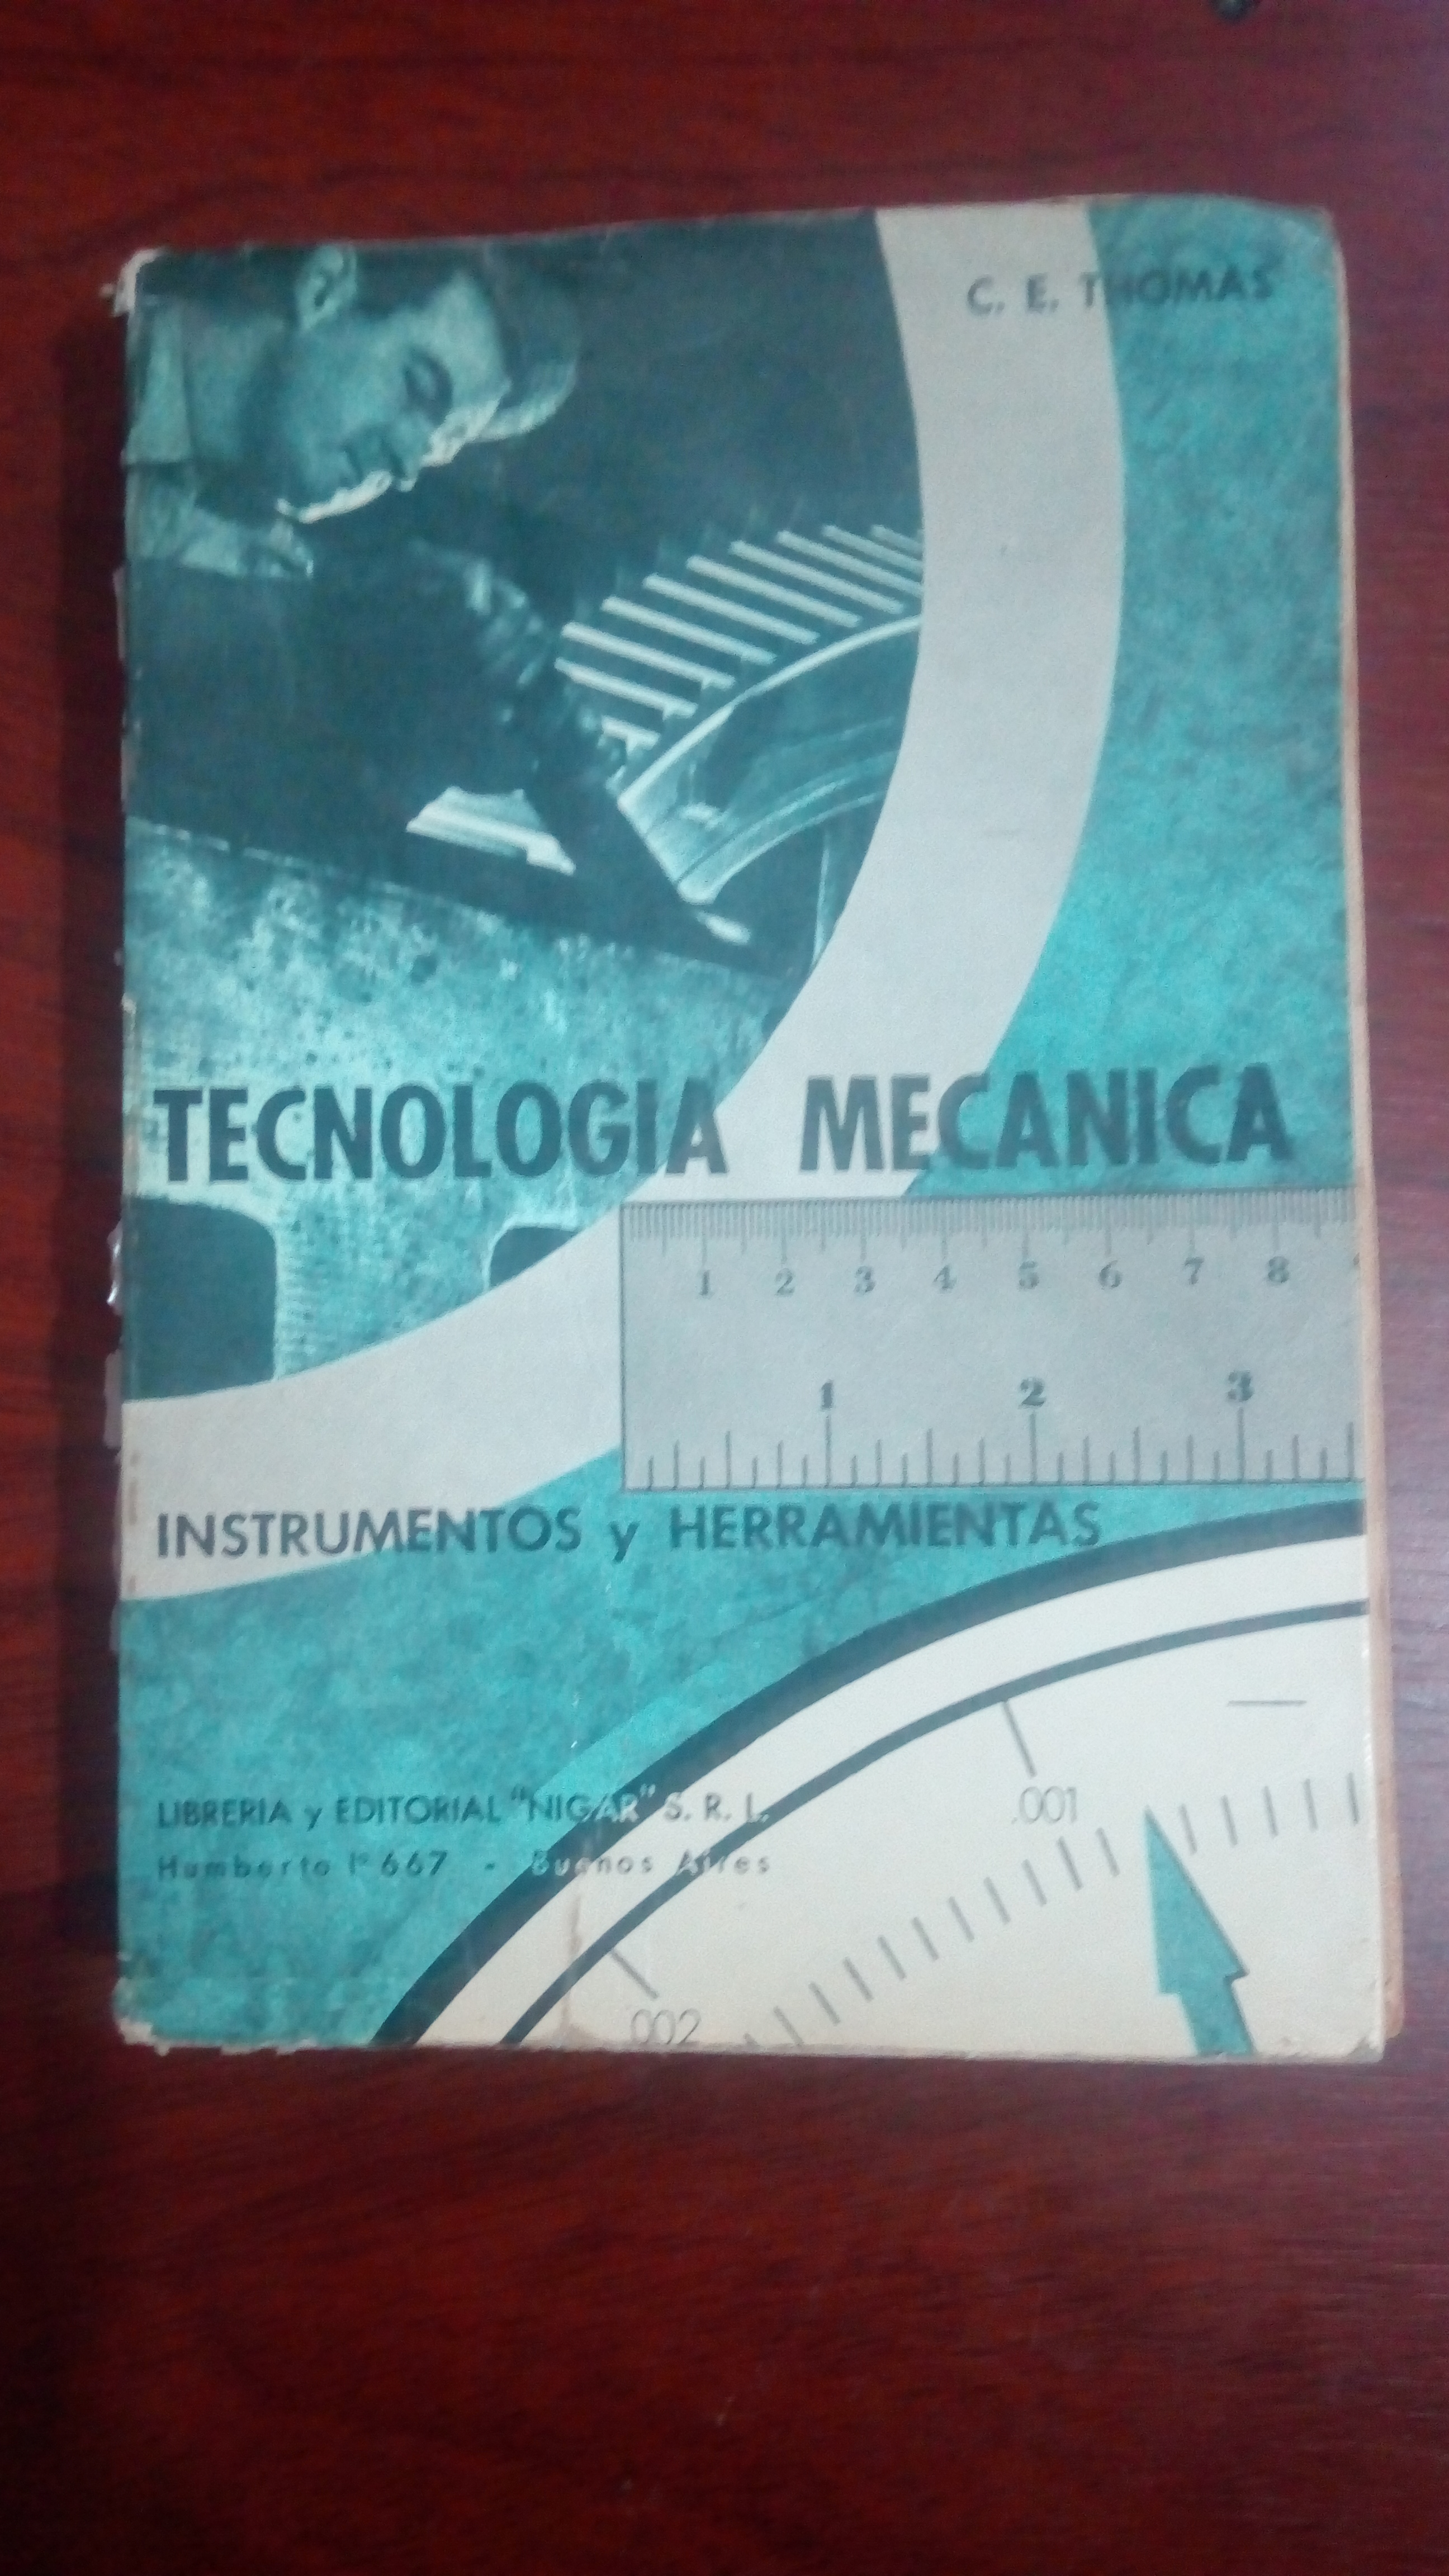 C. E. THOMAS
TECNOLOGIA MECANICA
1 2 3 4 5 6 7 8
1 2 3
INSTRUMENTOS y HERRAMIENTAS
LIBRERIA y EDITORIAL "NIGAR" S. R. L.
Humberto Iº 667 - Buenos Aires
.001
002